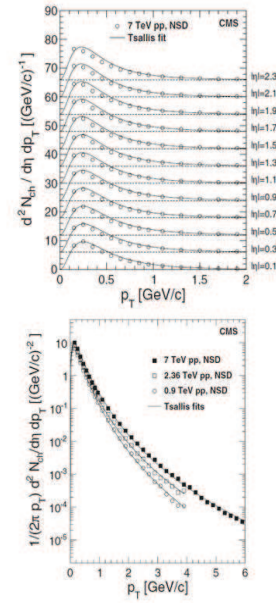 90
80
70
60
50
40
30
20
10
0
d² N_ch / dη dp_T [(GeV/c)⁻¹]
CMS
7 TeV pp, NSD
Tsallis fit
|η|=2.3
|η|=2.1
|η|=1.9
|η|=1.7
|η|=1.5
|η|=1.3
|η|=1.1
|η|=0.9
|η|=0.7
|η|=0.5
|η|=0.3
|η|=0.1
0 0.5 1 1.5 2
p_T [GeV/c]
CMS
7 TeV pp, NSD
2.36 TeV pp, NSD
0.9 TeV pp, NSD
Tsallis fits
1/(2π p_T) d² N_ch / dη dp_T [(GeV/c)⁻²]
10
1
10⁻¹
10⁻²
10⁻³
10⁻⁴
10⁻⁵
0 1 2 3 4 5 6
p_T [GeV/c]